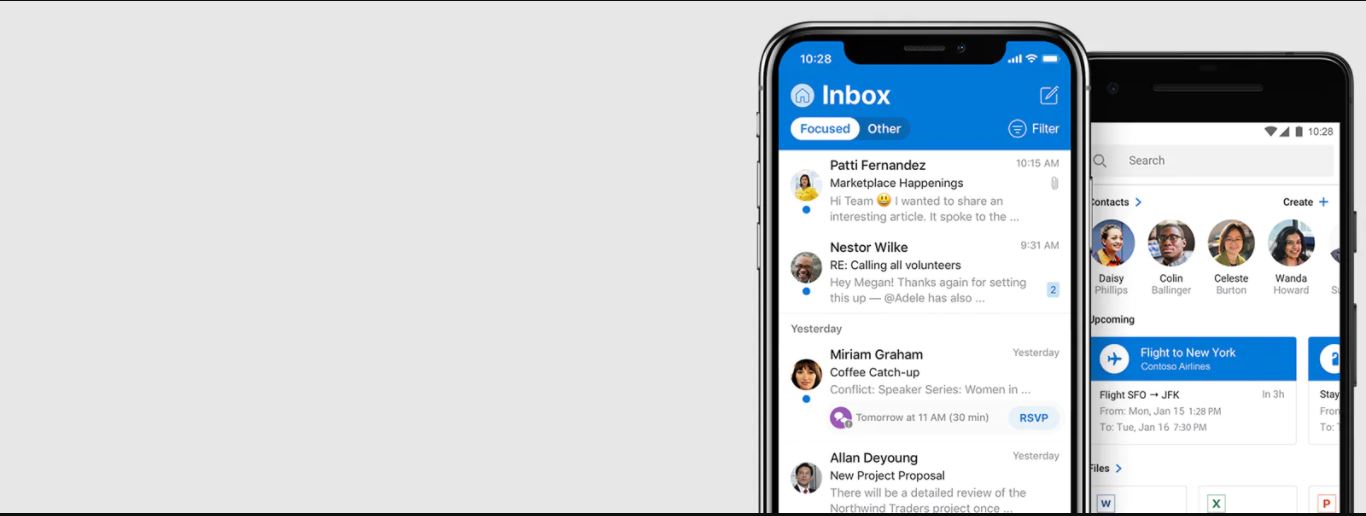 10:28
Inbox
Focused
Other
Filter
Patti Fernandez
10:15 AM
Marketplace Happenings
Hi Team 😃 I wanted to share an
interesting article. It spoke to the ...
Nestor Wilke
9:31 AM
RE: Calling all volunteers
Hey Megan! Thanks again for setting
this up — @Adele has also ...
2
Yesterday
Miriam Graham
Yesterday
Coffee Catch-up
Conflict: Speaker Series: Women in ...
Tomorrow at 11 AM (30 min)
RSVP
Allan Deyoung
Yesterday
New Project Proposal
There will be a detailed review of the
Northwind Traders project once ...
10:28
Search
ontacts >
Create +
Daisy
Phillips
Colin
Ballinger
Celeste
Burton
Wanda
Howard
Upcoming
Flight to New York
Contoso Airlines
Flight SFO → JFK
In 3h
From: Mon, Jan 15 1:28 PM
To: Tue, Jan 16 7:30 PM
Stay
Fron
To:
iles >
W
X
P